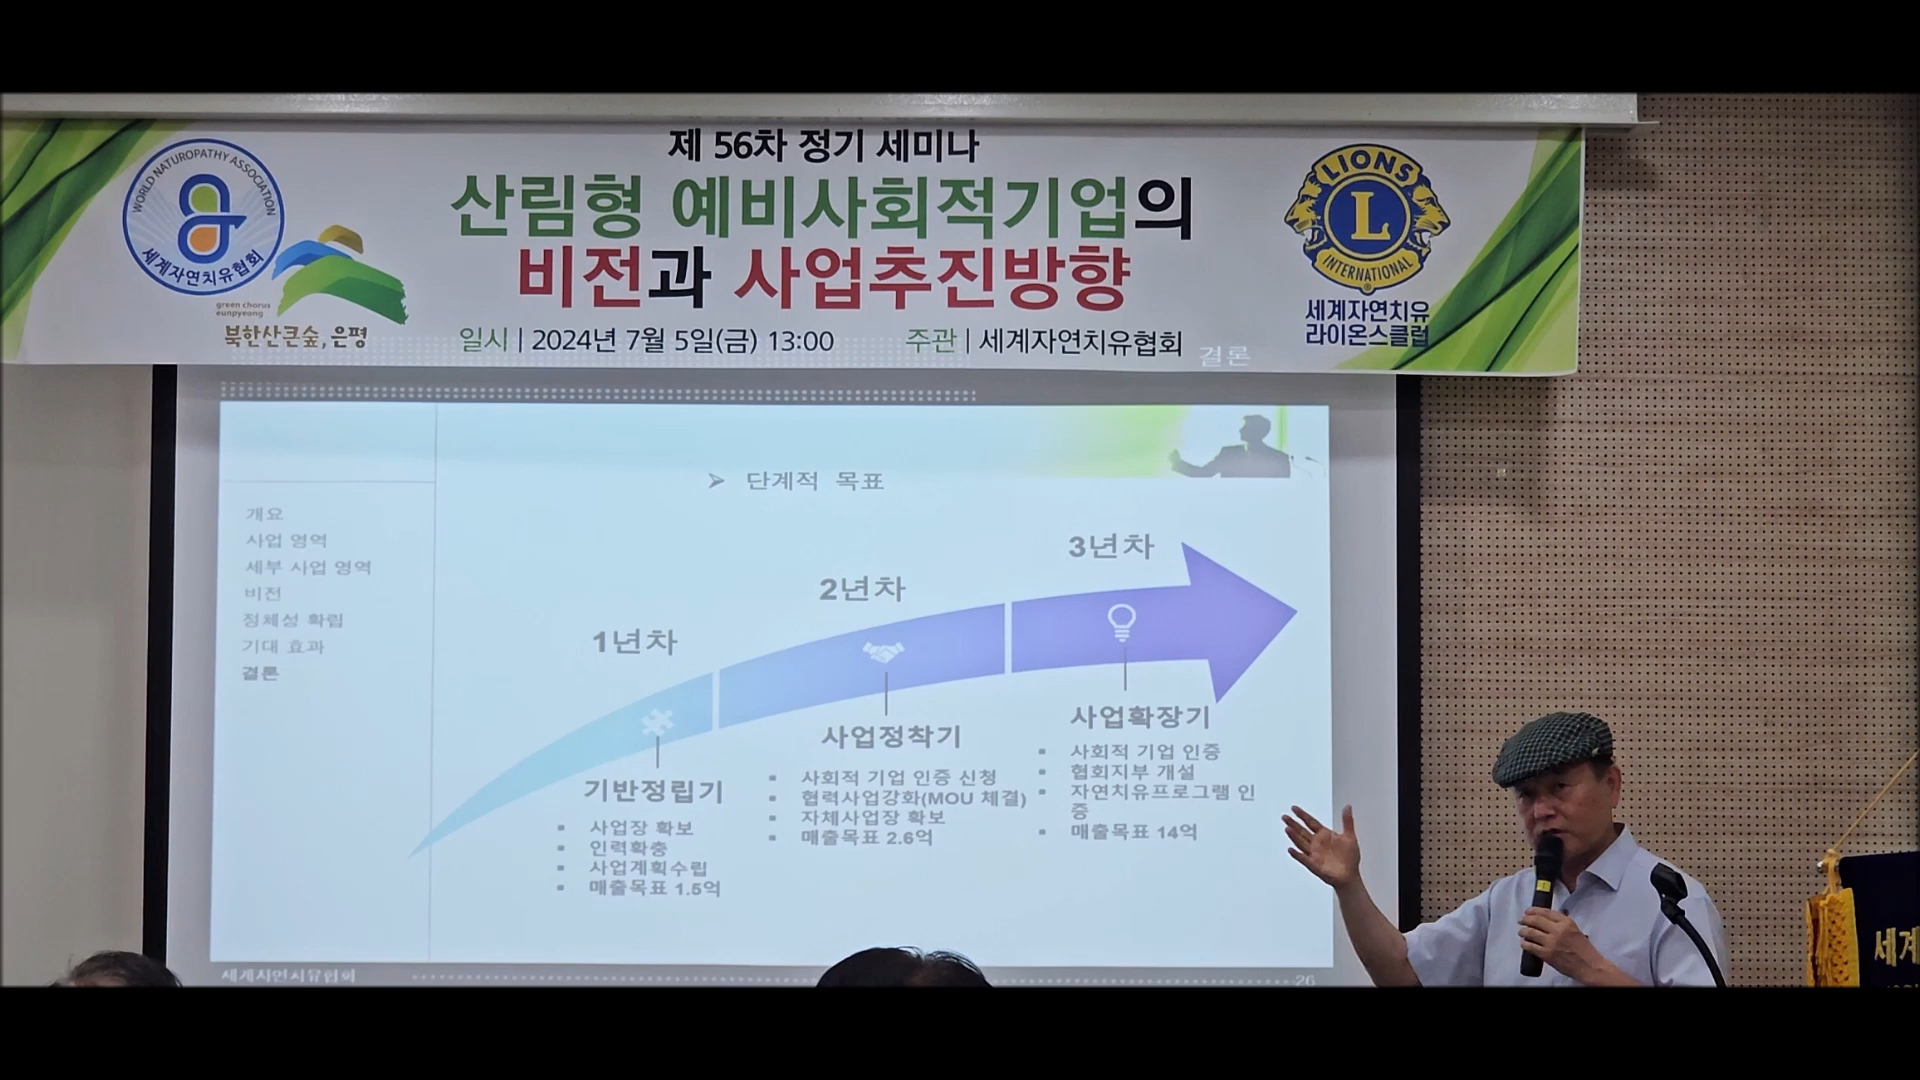 제 56차 정기 세미나
산림형 예비사회적기업의
비전과 사업추진방향
일시 | 2024년 7월 5일(금) 13:00 주관 | 세계자연치유협회
WORLD NATUROPATHY ASSOCIATION
세계자연치유협회
green chorus
eunpyeong
북한산큰숲, 은평
LIONS
L
INTERNATIONAL
세계자연치유
라이온스클럽
결론
개요
사업 영역
세부 사업 영역
비전
정체성 확립
기대 효과
결론
➢ 단계적 목표
1년차
기반정립기
▪ 사업장 확보
▪ 인력확충
▪ 사업계획수립
▪ 매출목표 1.5억
2년차
사업정착기
▪ 사회적 기업 인증 신청
▪ 협력사업강화(MOU 체결)
▪ 자체사업장 확보
▪ 매출목표 2.6억
3년차
사업확장기
▪ 사회적 기업 인증
▪ 협회지부 개설
▪ 자연치유프로그램 인
증
▪ 매출목표 14억
세계자연치유협회
26
세계